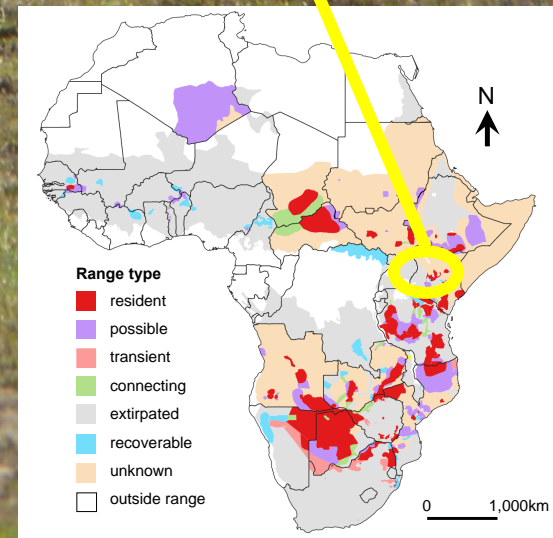 N
Range type
resident
possible
transient
connecting
extirpated
recoverable
unknown
outside range
0 1,000km